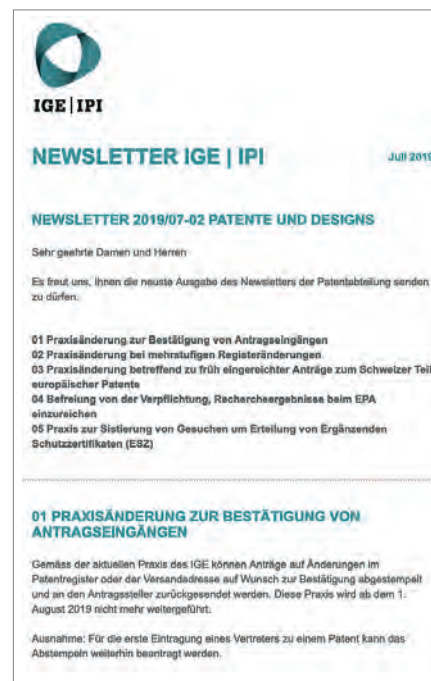 IGE|IPI
NEWSLETTER IGE | IPI
Juli 2019
NEWSLETTER 2019/07-02 PATENTE UND DESIGNS
Sehr geehrte Damen und Herren
Es freut uns, Ihnen die neuste Ausgabe des Newsletters der Patentabteilung senden
zu dürfen.
01 Praxisänderung zur Bestätigung von Antragseingängen
02 Praxisänderung bei mehrstufigen Registeränderungen
03 Praxisänderung betreffend zu früh eingereichter Anträge zum Schweizer Teil
europäischer Patente
04 Befreiung von der Verpflichtung, Rechercheergebnisse beim EPA
einzureichen
05 Praxis zur Sistierung von Gesuchen um Erteilung von Ergänzenden
Schutzzertifikaten (ESZ)
01 PRAXISÄNDERUNG ZUR BESTÄTIGUNG VON
ANTRAGSEINGÄNGEN
Gemäss der aktuellen Praxis des IGE können Anträge auf Änderungen im
Patentregister oder der Versandadresse auf Wunsch zur Bestätigung abgestempelt
und an den Antragssteller zurückgesendet werden. Diese Praxis wird ab dem 1.
August 2019 nicht mehr weitergeführt.
Ausnahme: Für die erste Eintragung eines Vertreters zu einem Patent kann das
Abstempeln weiterhin beantragt werden.